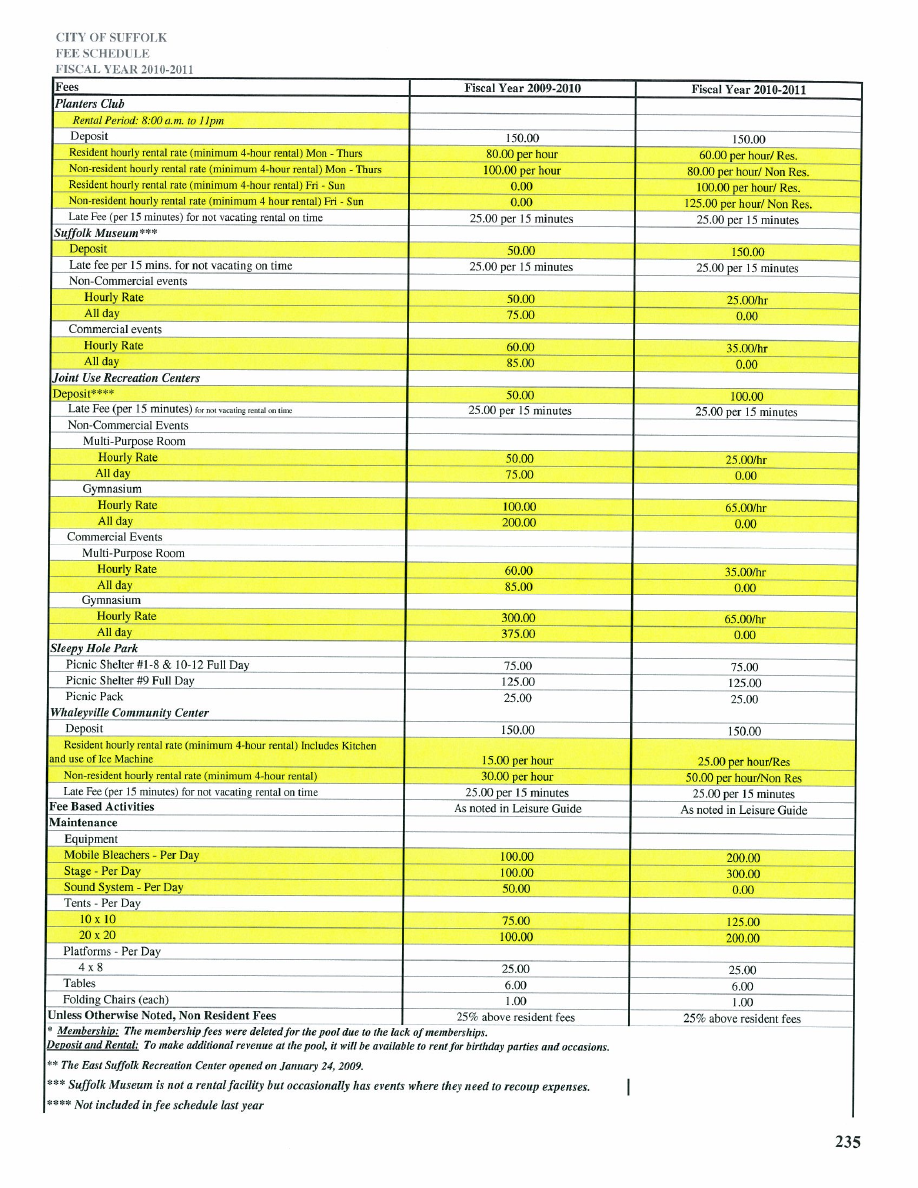 CITY OF SUFFOLK
FEE SCHEDULE
FISCAL YEAR 2010-2011
Fees Fiscal Year 2009-2010 Fiscal Year 2010-2011
Planters Club
Rental Period: 8:00 a.m. to 11pm
Deposit 150.00 150.00
Resident hourly rental rate (minimum 4-hour rental) Mon - Thurs 80.00 per hour 60.00 per hour/ Res.
Non-resident hourly rental rate (minimum 4-hour rental) Mon - Thurs 100.00 per hour 80.00 per hour/ Non Res.
Resident hourly rental rate (minimum 4-hour rental) Fri - Sun 0.00 100.00 per hour/ Res.
Non-resident hourly rental rate (minimum 4 hour rental) Fri - Sun 0.00 125.00 per hour/ Non Res.
Late Fee (per 15 minutes) for not vacating rental on time 25.00 per 15 minutes 25.00 per 15 minutes
Suffolk Museum***
Deposit 50.00 150.00
Late fee per 15 mins. for not vacating on time 25.00 per 15 minutes 25.00 per 15 minutes
Non-Commercial events
Hourly Rate 50.00 25.00/hr
All day 75.00 0.00
Commercial events
Hourly Rate 60.00 35.00/hr
All day 85.00 0.00
Joint Use Recreation Centers
Deposit**** 50.00 100.00
Late Fee (per 15 minutes) for not vacating rental on time 25.00 per 15 minutes 25.00 per 15 minutes
Non-Commercial Events
Multi-Purpose Room
Hourly Rate 50.00 25.00/hr
All day 75.00 0.00
Gymnasium
Hourly Rate 100.00 65.00/hr
All day 200.00 0.00
Commercial Events
Multi-Purpose Room
Hourly Rate 60.00 35.00/hr
All day 85.00 0.00
Gymnasium
Hourly Rate 300.00 65.00/hr
All day 375.00 0.00
Sleepy Hole Park
Picnic Shelter #1-8 & 10-12 Full Day 75.00 75.00
Picnic Shelter #9 Full Day 125.00 125.00
Picnic Pack 25.00 25.00
Whaleyville Community Center
Deposit 150.00 150.00
Resident hourly rental rate (minimum 4-hour rental) Includes Kitchen
and use of Ice Machine 15.00 per hour 25.00 per hour/Res
Non-resident hourly rental rate (minimum 4-hour rental) 30.00 per hour 50.00 per hour/Non Res
Late Fee (per 15 minutes) for not vacating rental on time 25.00 per 15 minutes 25.00 per 15 minutes
Fee Based Activities As noted in Leisure Guide As noted in Leisure Guide
Maintenance
Equipment
Mobile Bleachers - Per Day 100.00 200.00
Stage - Per Day 100.00 300.00
Sound System - Per Day 50.00 0.00
Tents - Per Day
10 x 10 75.00 125.00
20 x 20 100.00 200.00
Platforms - Per Day
4 x 8 25.00 25.00
Tables 6.00 6.00
Folding Chairs (each) 1.00 1.00
Unless Otherwise Noted, Non Resident Fees 25% above resident fees 25% above resident fees
* Membership: The membership fees were deleted for the pool due to the lack of memberships.
Deposit and Rental: To make additional revenue at the pool, it will be available to rent for birthday parties and occasions.
** The East Suffolk Recreation Center opened on January 24, 2009.
*** Suffolk Museum is not a rental facility but occasionally has events where they need to recoup expenses.
**** Not included in fee schedule last year
235